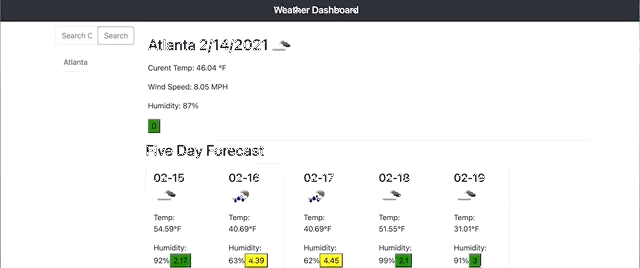 Weather Dashboard
Search C Search
Atlanta
Atlanta 2/14/2021
Curent Temp: 46.04 °F
Wind Speed: 8.05 MPH
Humidity: 87%
0
Five Day Forecast
02-15 02-16 02-17 02-18 02-19
Temp: Temp: Temp: Temp: Temp:
54.59°F 40.69°F 40.69°F 51.55°F 31.01°F
Humidity: Humidity: Humidity: Humidity: Humidity:
92% 2.17 63% 4.39 62% 4.45 99% 2.1 91% 3